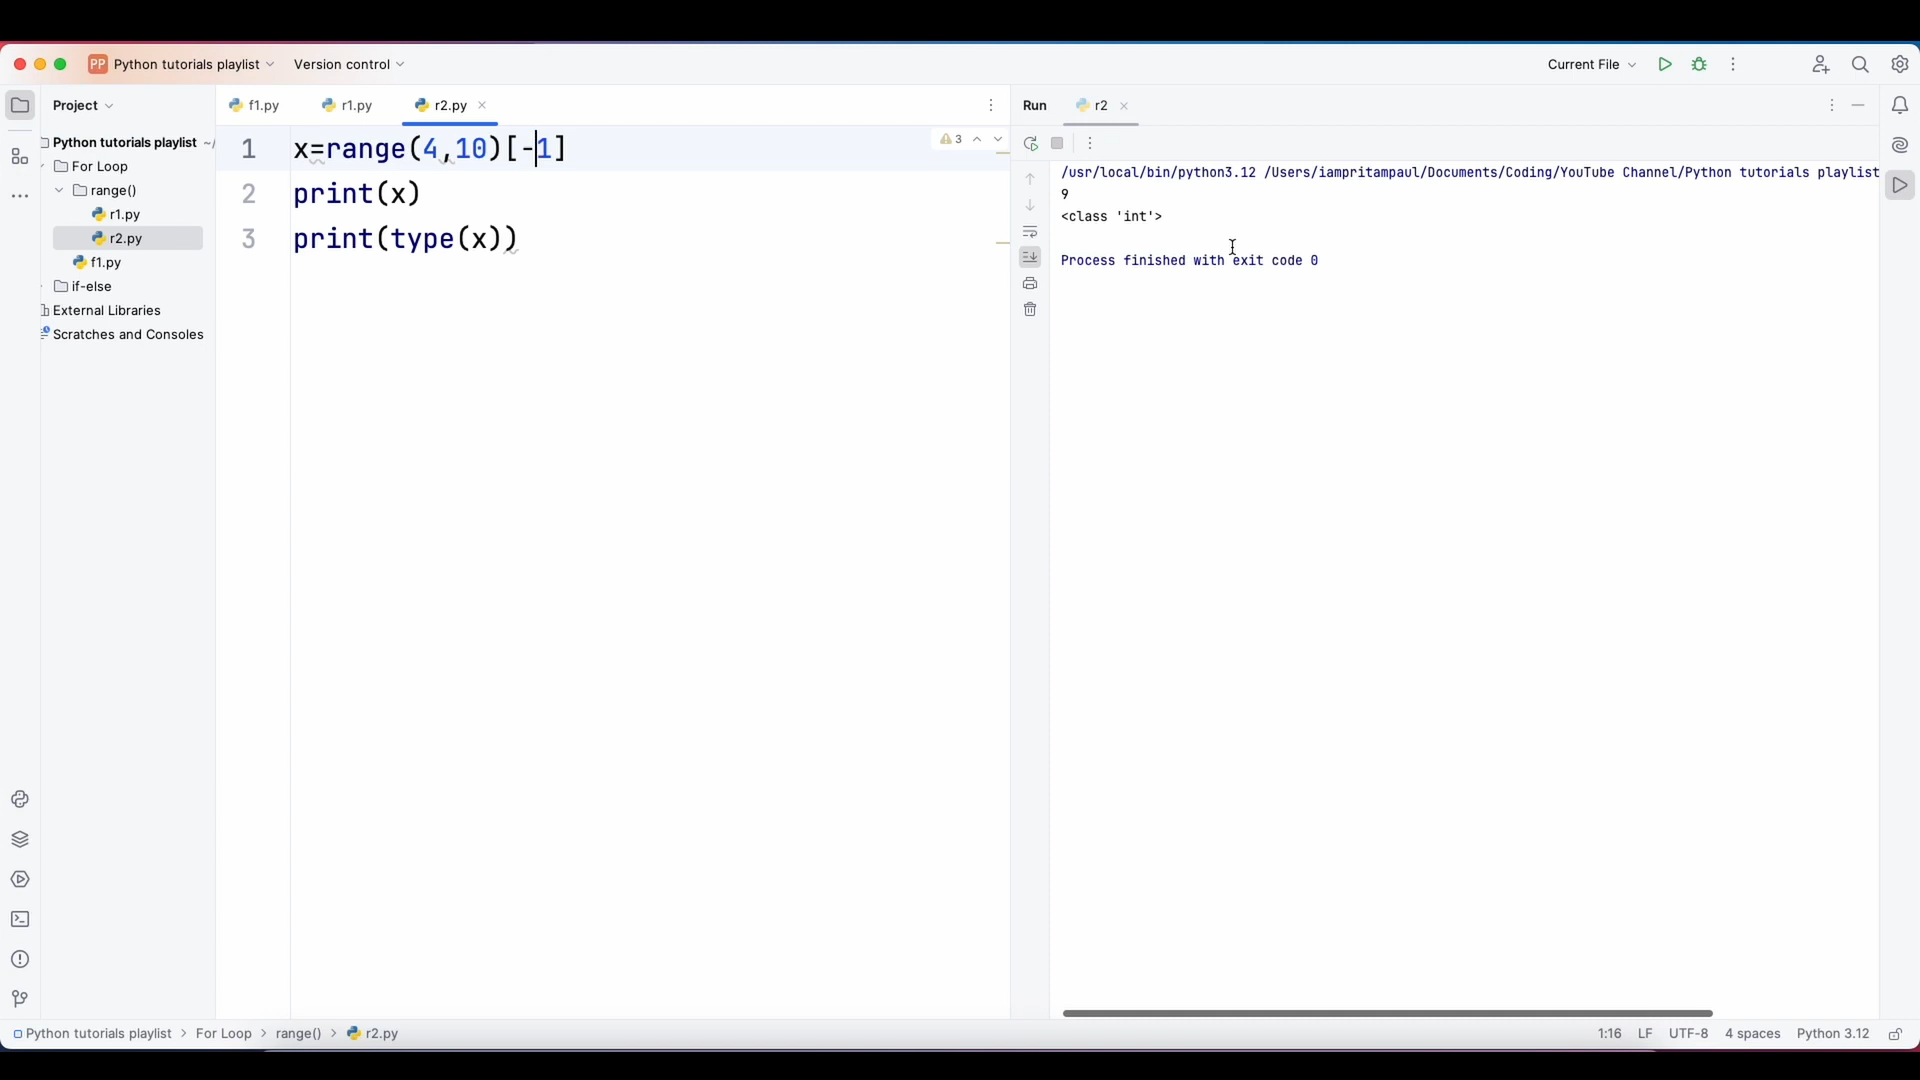 PP Python tutorials playlist Version control Current File
Project f1.py r1.py r2.py Run r2
Python tutorials playlist ~/
For Loop
range()
r1.py
r2.py
f1.py
if-else
External Libraries
Scratches and Consoles
1 x=range(4,10)[-1]
2 print(x)
3 print(type(x))
3
/usr/local/bin/python3.12 /Users/iampritampaul/Documents/Coding/YouTube Channel/Python tutorials playlist
9
<class 'int'>
Process finished with exit code 0
Python tutorials playlist > For Loop > range() > r2.py 1:16 LF UTF-8 4 spaces Python 3.12